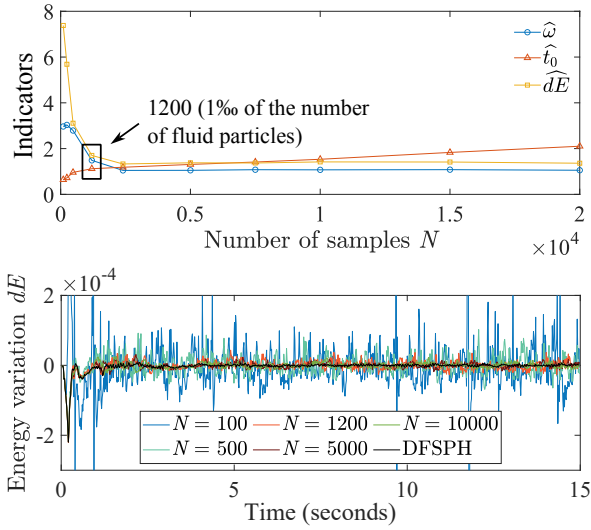 8
6
4
2
0
Indicators
ω̂
t̂₀
d̂E
1200 (1‰ of the number
of fluid particles)
0 0.5 1 1.5 2
Number of samples N
×10⁴
×10⁻⁴
2
0
-2
Energy variation dE
N = 100 N = 1200 N = 10000
N = 500 N = 5000 DFSPH
0 5 10 15
Time (seconds)